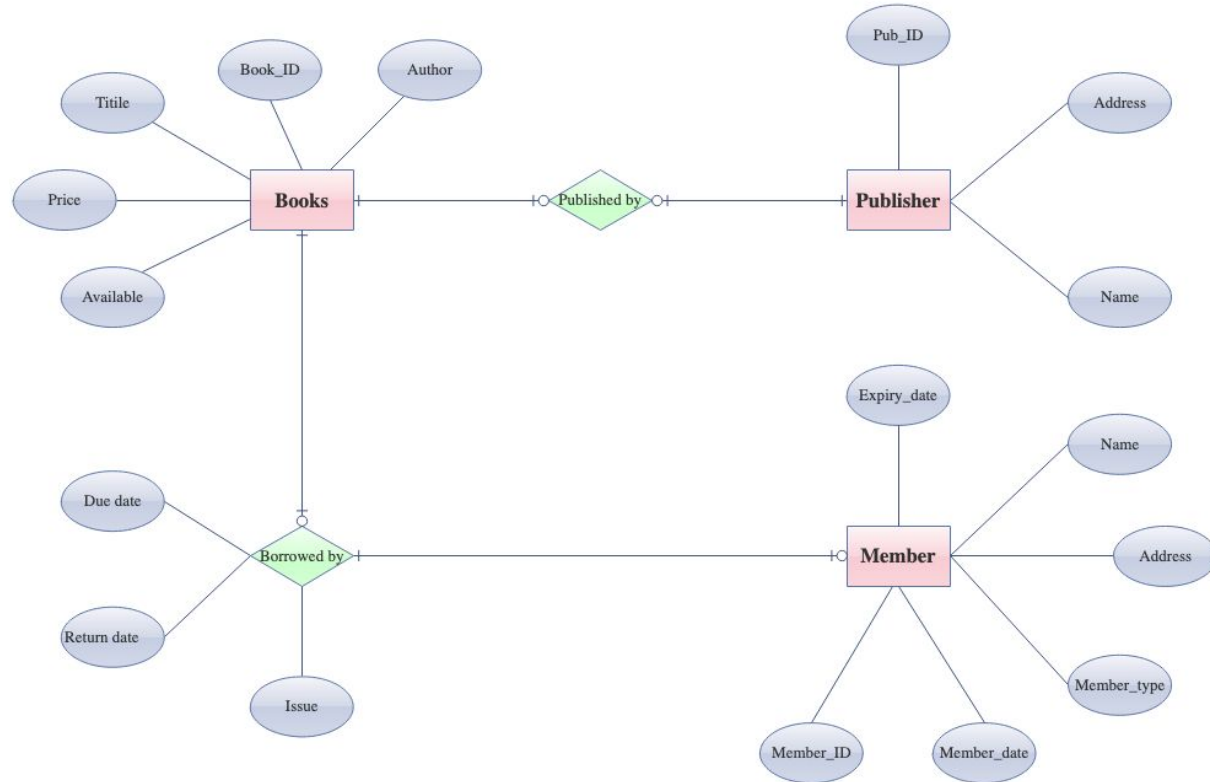 Pub_ID
Book_ID
Author
Titile
Address
Price
Books
Published by
Publisher
Available
Name
Expiry_date
Name
Due date
Borrowed by
Member
Address
Return date
Member_type
Issue
Member_ID
Member_date